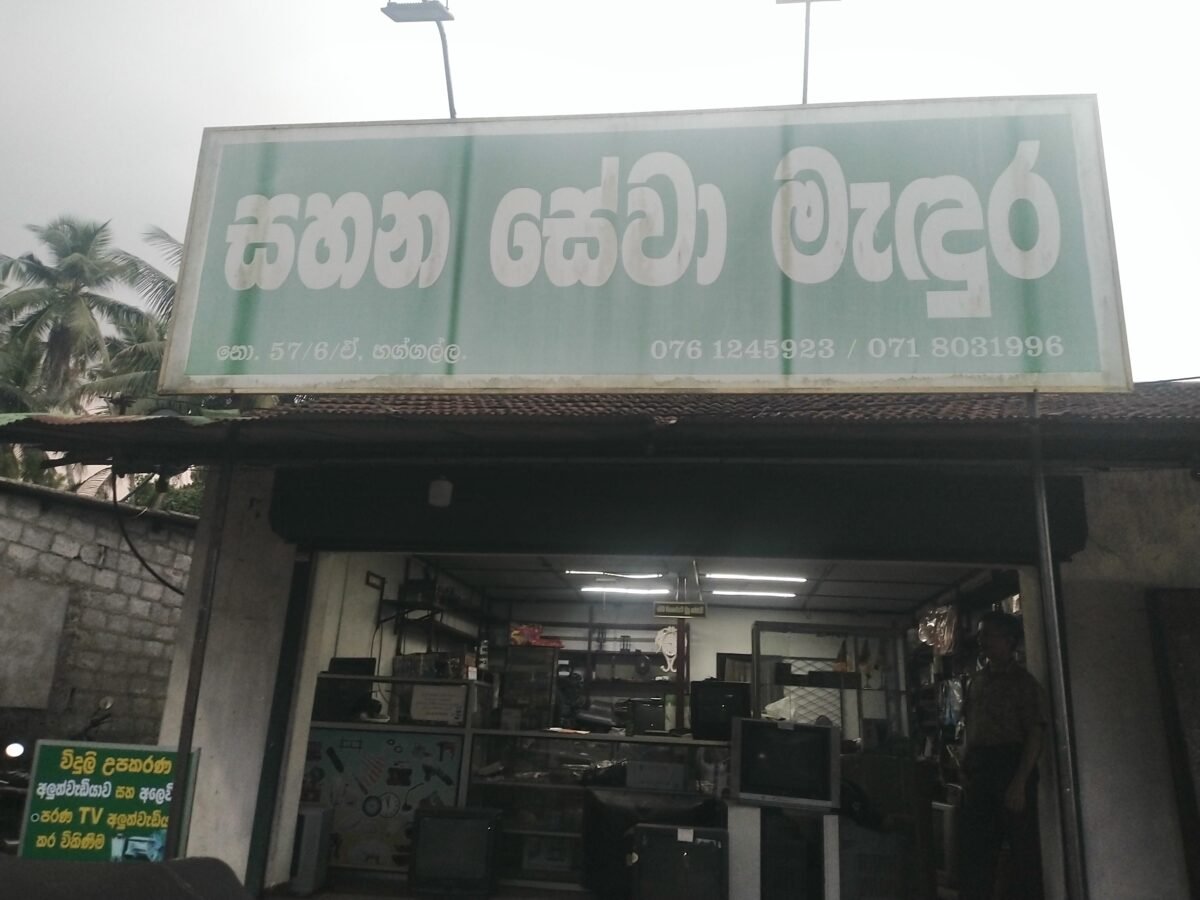 සහන සේවා මැඳුර
නො. 57/6/ඒ, හග්ගල්ල.
076 1245923 / 071 8031996
විදුලි උපකරණ
අලුත්වැඩියාව සහ අලෙවි
පරණ TV අලුත්වැඩියා
කර විකිණීම